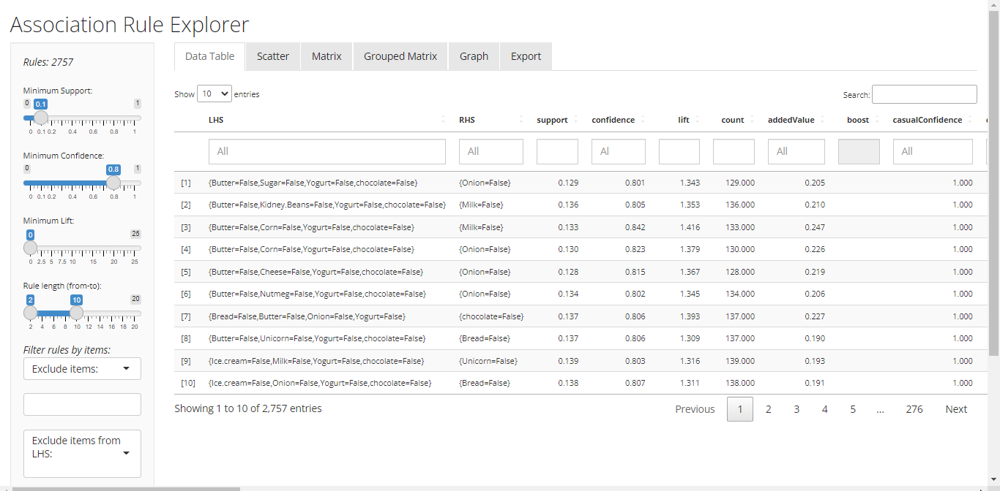 Association Rule Explorer
Rules: 2757
Minimum Support:
0 0.1 1
0 0.1 0.2 0.4 0.6 0.8 1
Minimum Confidence:
0 0.8 1
0 0.1 0.2 0.4 0.6 0.8 1
Minimum Lift:
0 25
0 2.5 5 7.5 10 15 20 25
Rule length (from-to):
2 10 20
2 4 6 8 10 12 14 16 18 20
Filter rules by items:
Exclude items:
Exclude items from
LHS:
Data Table Scatter Matrix Grouped Matrix Graph Export
Show 10 entries Search:
LHS RHS support confidence lift count addedValue boost casualConfidence
All All Al All All
[1] {Butter=False,Sugar=False,Yogurt=False,chocolate=False} {Onion=False} 0.129 0.801 1.343 129.000 0.205 1.000
[2] {Butter=False,Kidney.Beans=False,Yogurt=False,chocolate=False} {Milk=False} 0.136 0.805 1.353 136.000 0.210 1.000
[3] {Butter=False,Corn=False,Yogurt=False,chocolate=False} {Milk=False} 0.133 0.842 1.416 133.000 0.247 1.000
[4] {Butter=False,Corn=False,Yogurt=False,chocolate=False} {Onion=False} 0.130 0.823 1.379 130.000 0.226 1.000
[5] {Butter=False,Cheese=False,Yogurt=False,chocolate=False} {Onion=False} 0.128 0.815 1.367 128.000 0.219 1.000
[6] {Butter=False,Nutmeg=False,Yogurt=False,chocolate=False} {Onion=False} 0.134 0.802 1.345 134.000 0.206 1.000
[7] {Bread=False,Butter=False,Onion=False,Yogurt=False} {chocolate=False} 0.137 0.806 1.393 137.000 0.227 1.000
[8] {Butter=False,Unicorn=False,Yogurt=False,chocolate=False} {Bread=False} 0.137 0.806 1.309 137.000 0.190 1.000
[9] {Ice.cream=False,Milk=False,Yogurt=False,chocolate=False} {Unicorn=False} 0.139 0.803 1.316 139.000 0.193 1.000
[10] {Ice.cream=False,Onion=False,Yogurt=False,chocolate=False} {Bread=False} 0.138 0.807 1.311 138.000 0.191 1.000
Showing 1 to 10 of 2,757 entries Previous 1 2 3 4 5 ... 276 Next